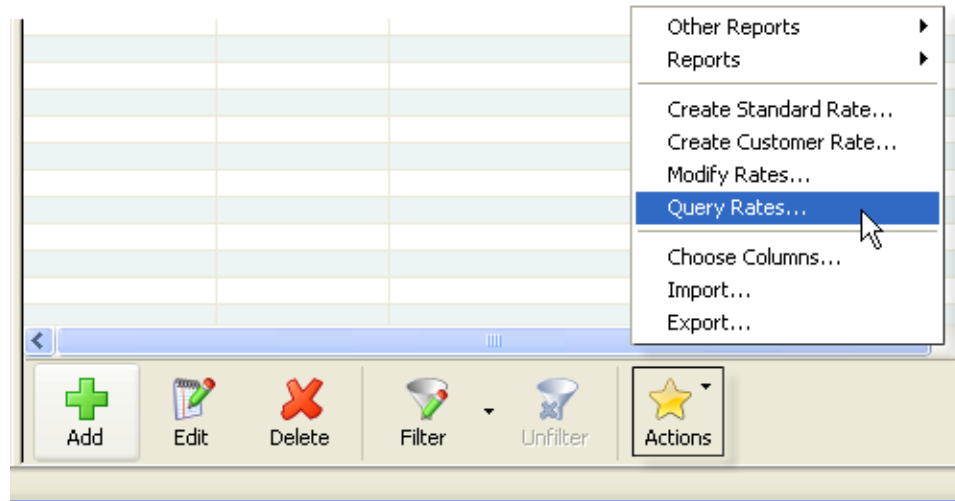 Other Reports
Reports
Create Standard Rate...
Create Customer Rate...
Modify Rates...
Query Rates...
Choose Columns...
Import...
Export...
Add Edit Delete Filter Unfilter Actions